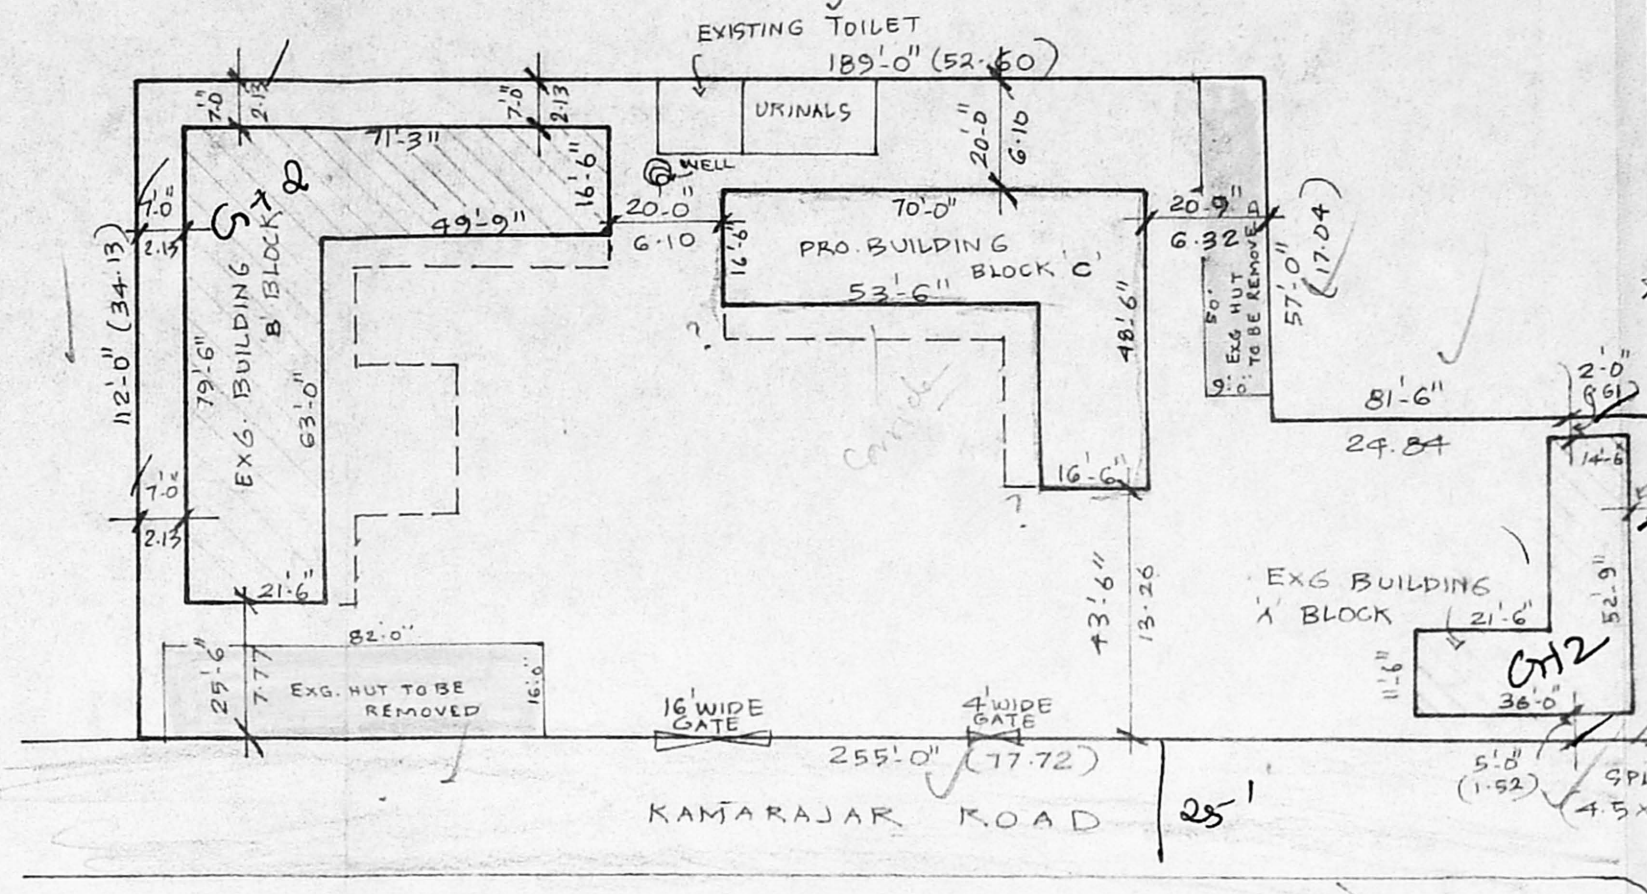 EXISTING TOILET
189'-0" (52.60)
7'-0"
2.13
7'-0"
2.13
URINALS
20'-0"
6.10
71'-3"
16'-6"
WELL
7'-0"
2.13
S+2
49'-9"
20'-0"
6.10
70'-0"
20'-9"
6.32
16'-6"
PRO. BUILDING
BLOCK 'C'
53'-6"
48'-6"
50'
9'-0"
EXG HUT
TO BE REMOVED
57'-0"
(17.04)
112'-0" (34.13)
79'-6"
EXG. BUILDING
'B' BLOCK
63'-0"
?
81'-6"
24.84
2'-0"
14'-6"
16'-6"
?
7'-0"
2.13
21'-6"
43'-6"
13.26
EXG BUILDING
'A' BLOCK
21'-6"
52'-9"
11'-6"
G+2
36'-0"
82'-0"
25'-6"
7.77
EXG. HUT TO BE
REMOVED
16'-0"
16' WIDE
GATE
4' WIDE
GATE
255'-0" (77.72)
5'-0"
(1.52)
KAMARAJAR ROAD
25'
SPL
(4.5x